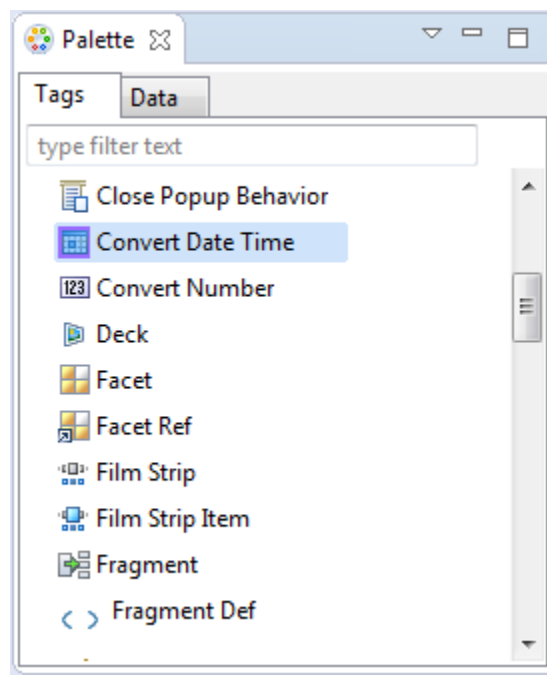 Palette
Tags Data
type filter text
Close Popup Behavior
Convert Date Time
123 Convert Number
Deck
Facet
Facet Ref
Film Strip
Film Strip Item
Fragment
Fragment Def